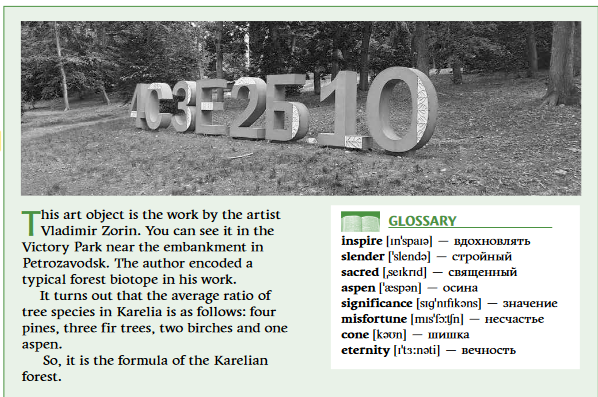 4С3Е2Б1О
This art object is the work by the artist
Vladimir Zorin. You can see it in the
Victory Park near the embankment in
Petrozavodsk. The author encoded a
typical forest biotope in his work.
It turns out that the average ratio of
tree species in Karelia is as follows: four
pines, three fir trees, two birches and one
aspen.
So, it is the formula of the Karelian
forest.
GLOSSARY
inspire [ɪn'spaɪə] — вдохновлять
slender ['slendə] — стройный
sacred [ˌseɪkrɪd] — священный
aspen ['æspən] — осина
significance [sɪɡ'nɪfɪkəns] — значение
misfortune [mɪs'fɔːtʃn] — несчастье
cone [kəʊn] — шишка
eternity [ɪ'tɜːnəti] — вечность